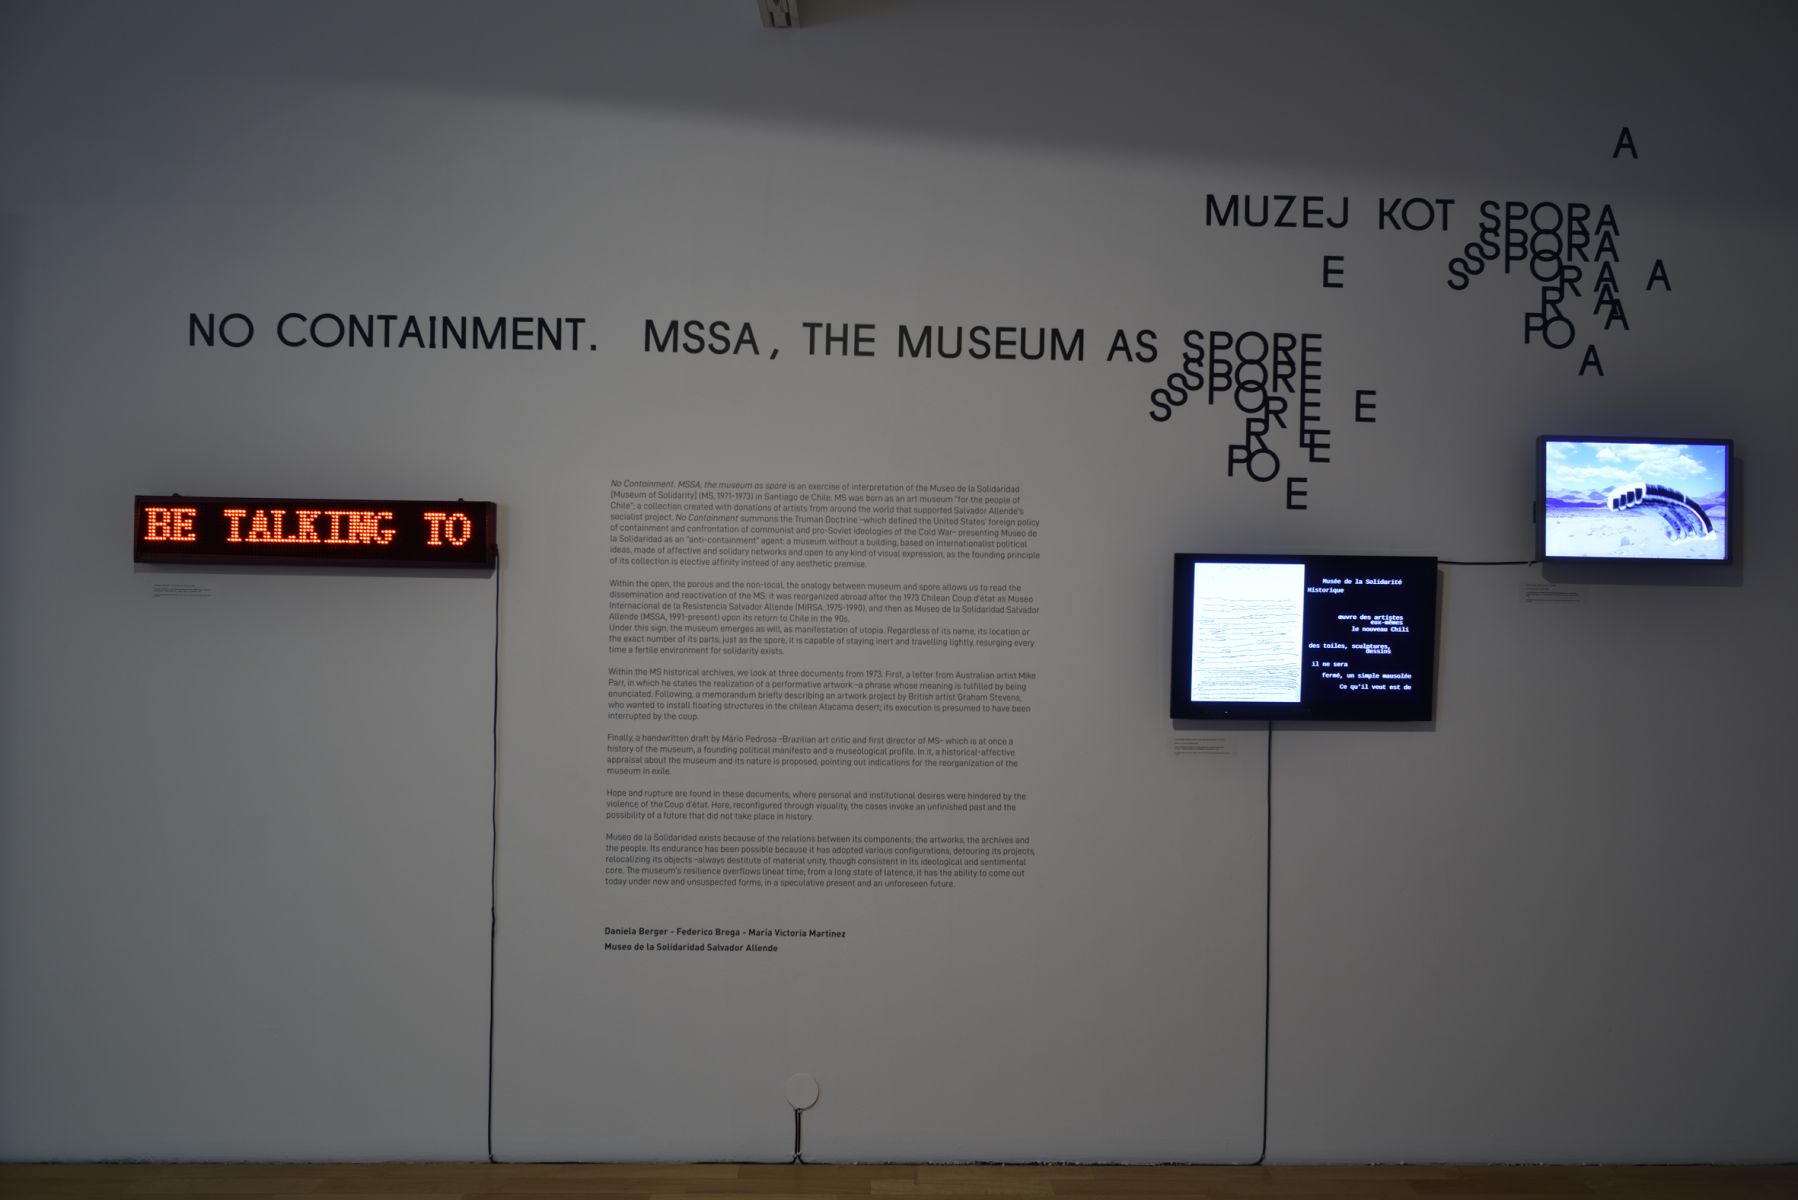 A
MUZEJ KOT SPORA
SPORA
S
S
P
O
R
A
A
R
A
P
O
A
A
E
NO CONTAINMENT. MSSA, THE MUSEUM AS SPORE
SPORE
S
S
P
O
R
E
E
R
E
E
P
O
E
BE TALKING TO
No Containment. MSSA, the museum as spore is an exercise of interpretation of the Museo de la Solidaridad
[Museum of Solidarity] (MS, 1971-1973) in Santiago de Chile. MS was born as an art museum "for the people of
Chile"; a collection created with donations of artists from around the world that supported Salvador Allende's
socialist project. No Containment summons the Truman Doctrine –which defined the United States' foreign policy
of containment and confrontation of communist and pro-Soviet ideologies of the Cold War– presenting Museo de
la Solidaridad as an "anti-containment" agent: a museum without a building, based on internationalist political
ideas, made of affective and solidary networks and open to any kind of visual expression, as the founding principle
of its collection is elective affinity instead of any aesthetic premise.
Within the open, the porous and the non-local, the analogy between museum and spore allows us to read the
dissemination and reactivation of the MS: it was reorganized abroad after the 1973 Chilean Coup d'état as Museo
Internacional de la Resistencia Salvador Allende (MIRSA, 1975-1990), and then as Museo de la Solidaridad Salvador
Allende (MSSA, 1991-present) upon its return to Chile in the 90s.
Under this sign, the museum emerges as will, as manifestation of utopia. Regardless of its name, its location or
the exact number of its parts, just as the spore, it is capable of staying inert and travelling lightly, resurging every
time a fertile environment for solidarity exists.
Within the MS historical archives, we look at three documents from 1973. First, a letter from Australian artist Mike
Parr, in which he states the realization of a performative artwork –a phrase whose meaning is fulfilled by being
enunciated. Following, a memorandum briefly describing an artwork project by British artist Graham Stevens,
who wanted to install floating structures in the chilean Atacama desert; its execution is presumed to have been
interrupted by the coup.
Finally, a handwritten draft by Mário Pedrosa –Brazilian art critic and first director of MS– which is at once a
history of the museum, a founding political manifesto and a museological profile. In it, a historical-affective
appraisal about the museum and its nature is proposed, pointing out indications for the reorganization of the
museum in exile.
Hope and rupture are found in these documents, where personal and institutional desires were hindered by the
violence of the Coup d'état. Here, reconfigured through visuality, the cases invoke an unfinished past and the
possibility of a future that did not take place in history.
Museo de la Solidaridad exists because of the relations between its components; the artworks, the archives and
the people. Its endurance has been possible because it has adopted various configurations, detouring its projects,
relocalizing its objects –always destitute of material unity, though consistent in its ideological and sentimental
core. The museum's resilience overflows linear time; from a long state of latence, it has the ability to come out
today under new and unsuspected forms, in a speculative present and an unforeseen future.
Daniela Berger - Federico Brega - María Victoria Martínez
Museo de la Solidaridad Salvador Allende
Musée de la Solidarité
Historique
œuvre des artistes
eux-mêmes
le nouveau Chili
des toiles, sculptures,
dessins
il ne sera
fermé, un simple mausolée
Ce qu'il veut est de